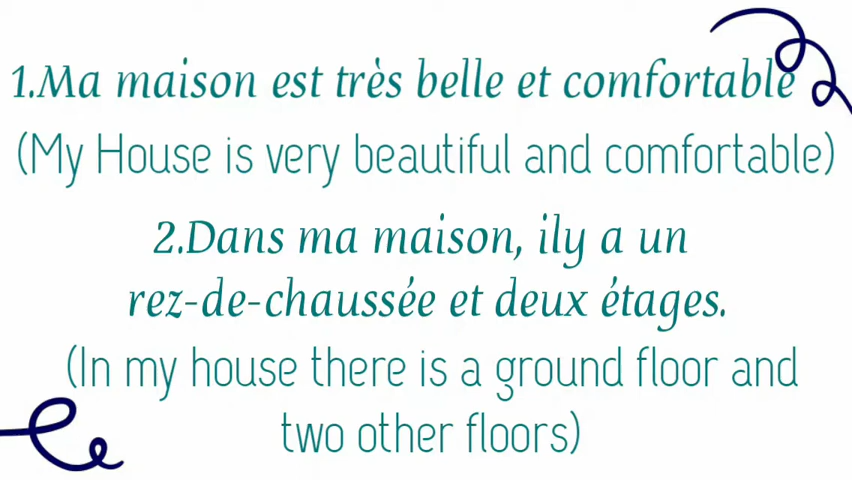 1.Ma maison est très belle et comfortable
(My House is very beautiful and comfortable)
2.Dans ma maison, ily a un
rez-de-chaussée et deux étages.
(In my house there is a ground floor and
two other floors)